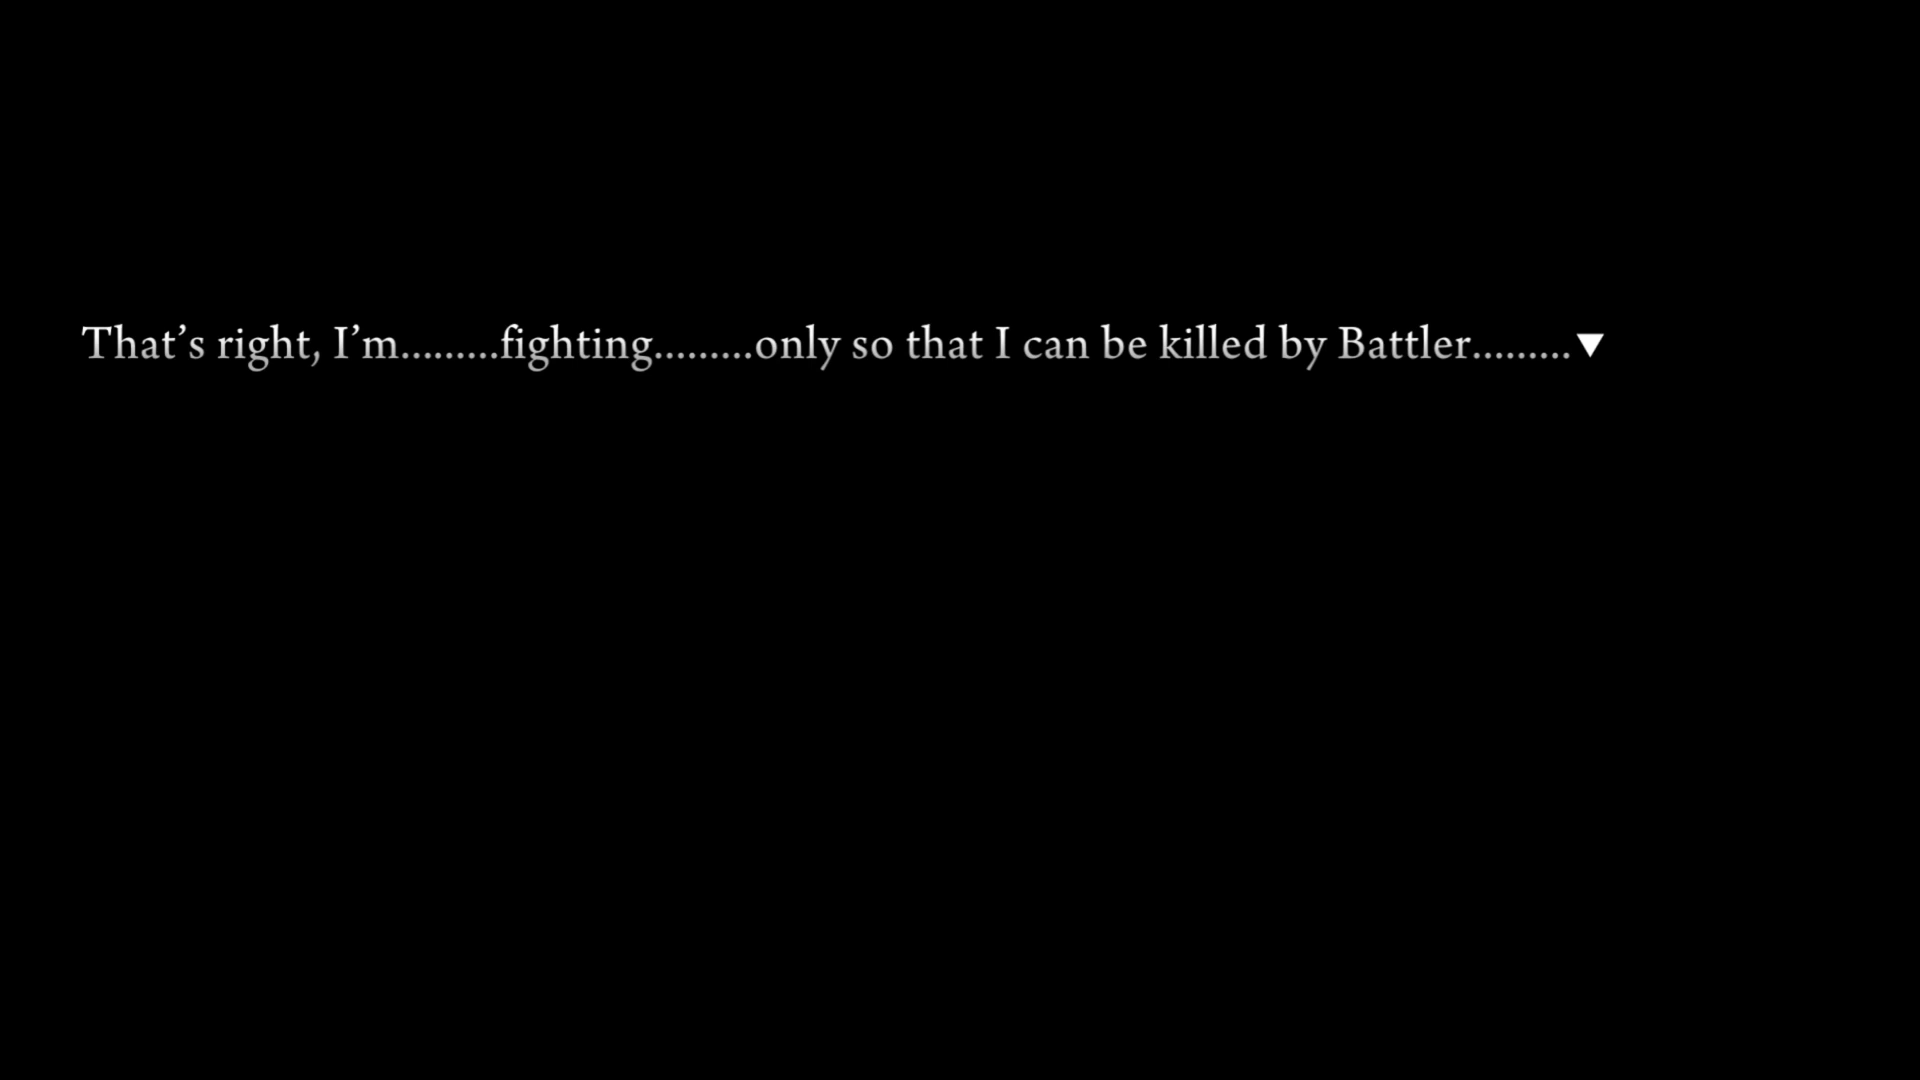 That’s right, I’m.........fighting.........only so that I can be killed by Battler.........▼